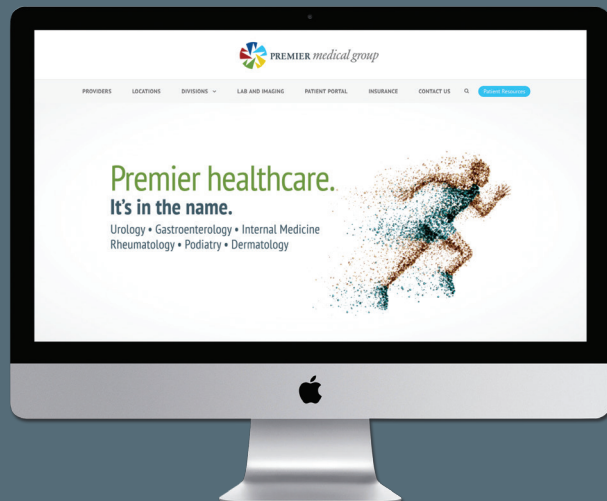 PREMIER medical group
PROVIDERS LOCATIONS DIVISIONS LAB AND IMAGING PATIENT PORTAL INSURANCE CONTACT US Patient Resources
Premier healthcare.
It's in the name.
Urology • Gastroenterology • Internal Medicine
Rheumatology • Podiatry • Dermatology